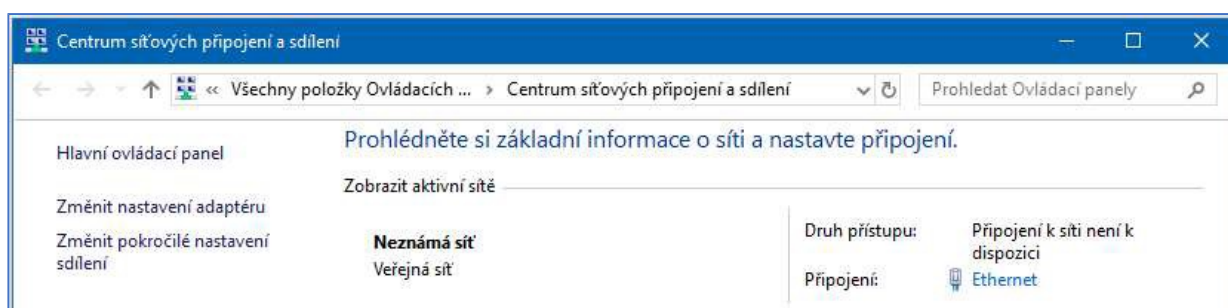 Centrum síťových připojení a sdílení
« Všechny položky Ovládacích ... › Centrum síťových připojení a sdílení
Prohledat Ovládací panely
Hlavní ovládací panel
Změnit nastavení adaptéru
Změnit pokročilé nastavení
sdílení
Prohlédněte si základní informace o síti a nastavte připojení.
Zobrazit aktivní sítě
Neznámá síť
Veřejná síť
Druh přístupu: Připojení k síti není k
dispozici
Připojení: Ethernet